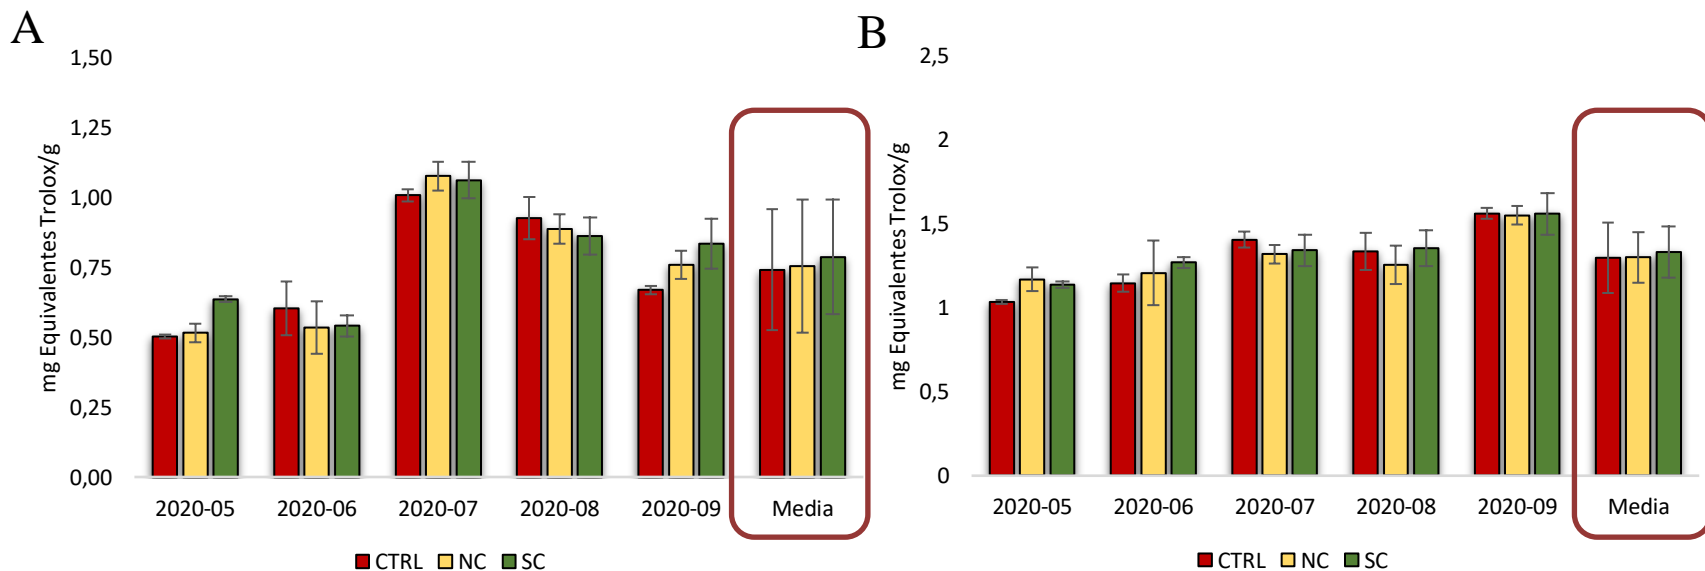 A
mg Equivalentes Trolox/g
1,50
1,25
1,00
0,75
0,50
0,25
0,00
2020-05 2020-06 2020-07 2020-08 2020-09 Media
CTRL NC SC
B
mg Equivalentes Trolox/g
2,5
2
1,5
1
0,5
0
2020-05 2020-06 2020-07 2020-08 2020-09 Media
CTRL NC SC